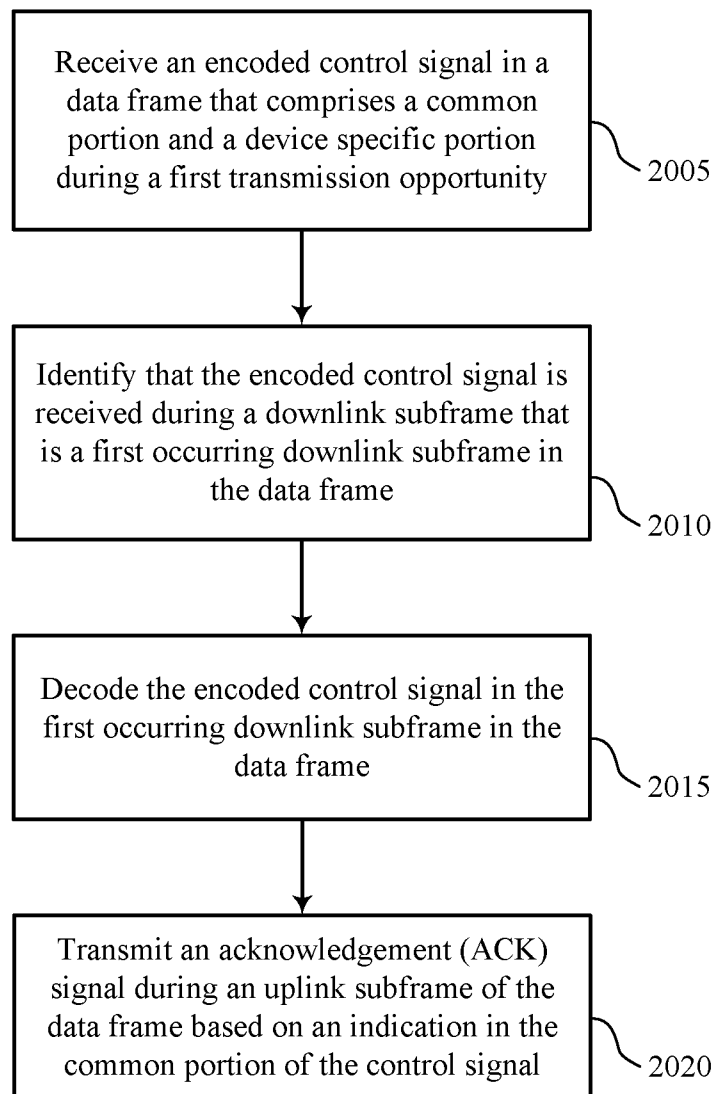 Receive an encoded control signal in a
data frame that comprises a common
portion and a device specific portion
during a first transmission opportunity
2005
Identify that the encoded control signal is
received during a downlink subframe that
is a first occurring downlink subframe in
the data frame
2010
Decode the encoded control signal in the
first occurring downlink subframe in the
data frame
2015
Transmit an acknowledgement (ACK)
signal during an uplink subframe of the
data frame based on an indication in the
common portion of the control signal
2020